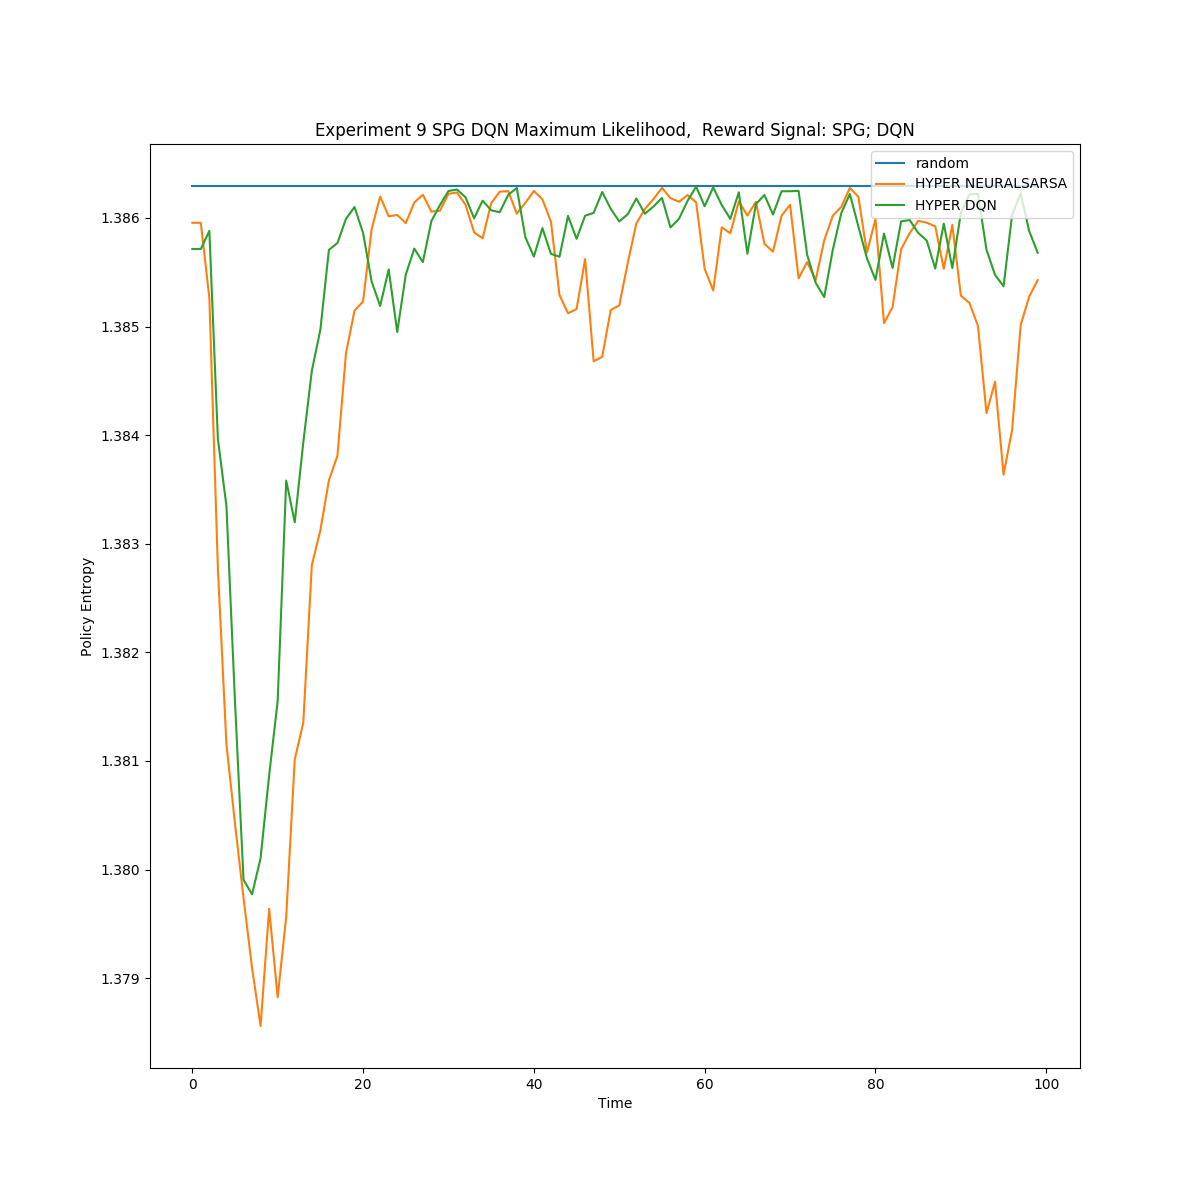 Experiment 9 SPG DQN Maximum Likelihood,  Reward Signal: SPG; DQN
random
HYPER NEURALSARSA
HYPER DQN
1.386
1.385
1.384
1.383
1.382
1.381
1.380
1.379
Policy Entropy
0 20 40 60 80 100
Time